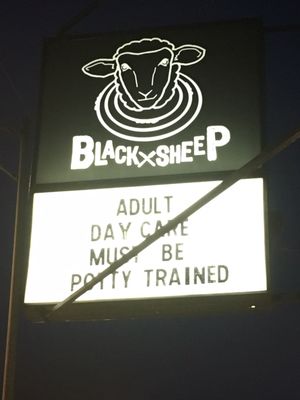 BLACK X SHEEP
ADULT
DAY CARE
MUST BE
POTTY TRAINED